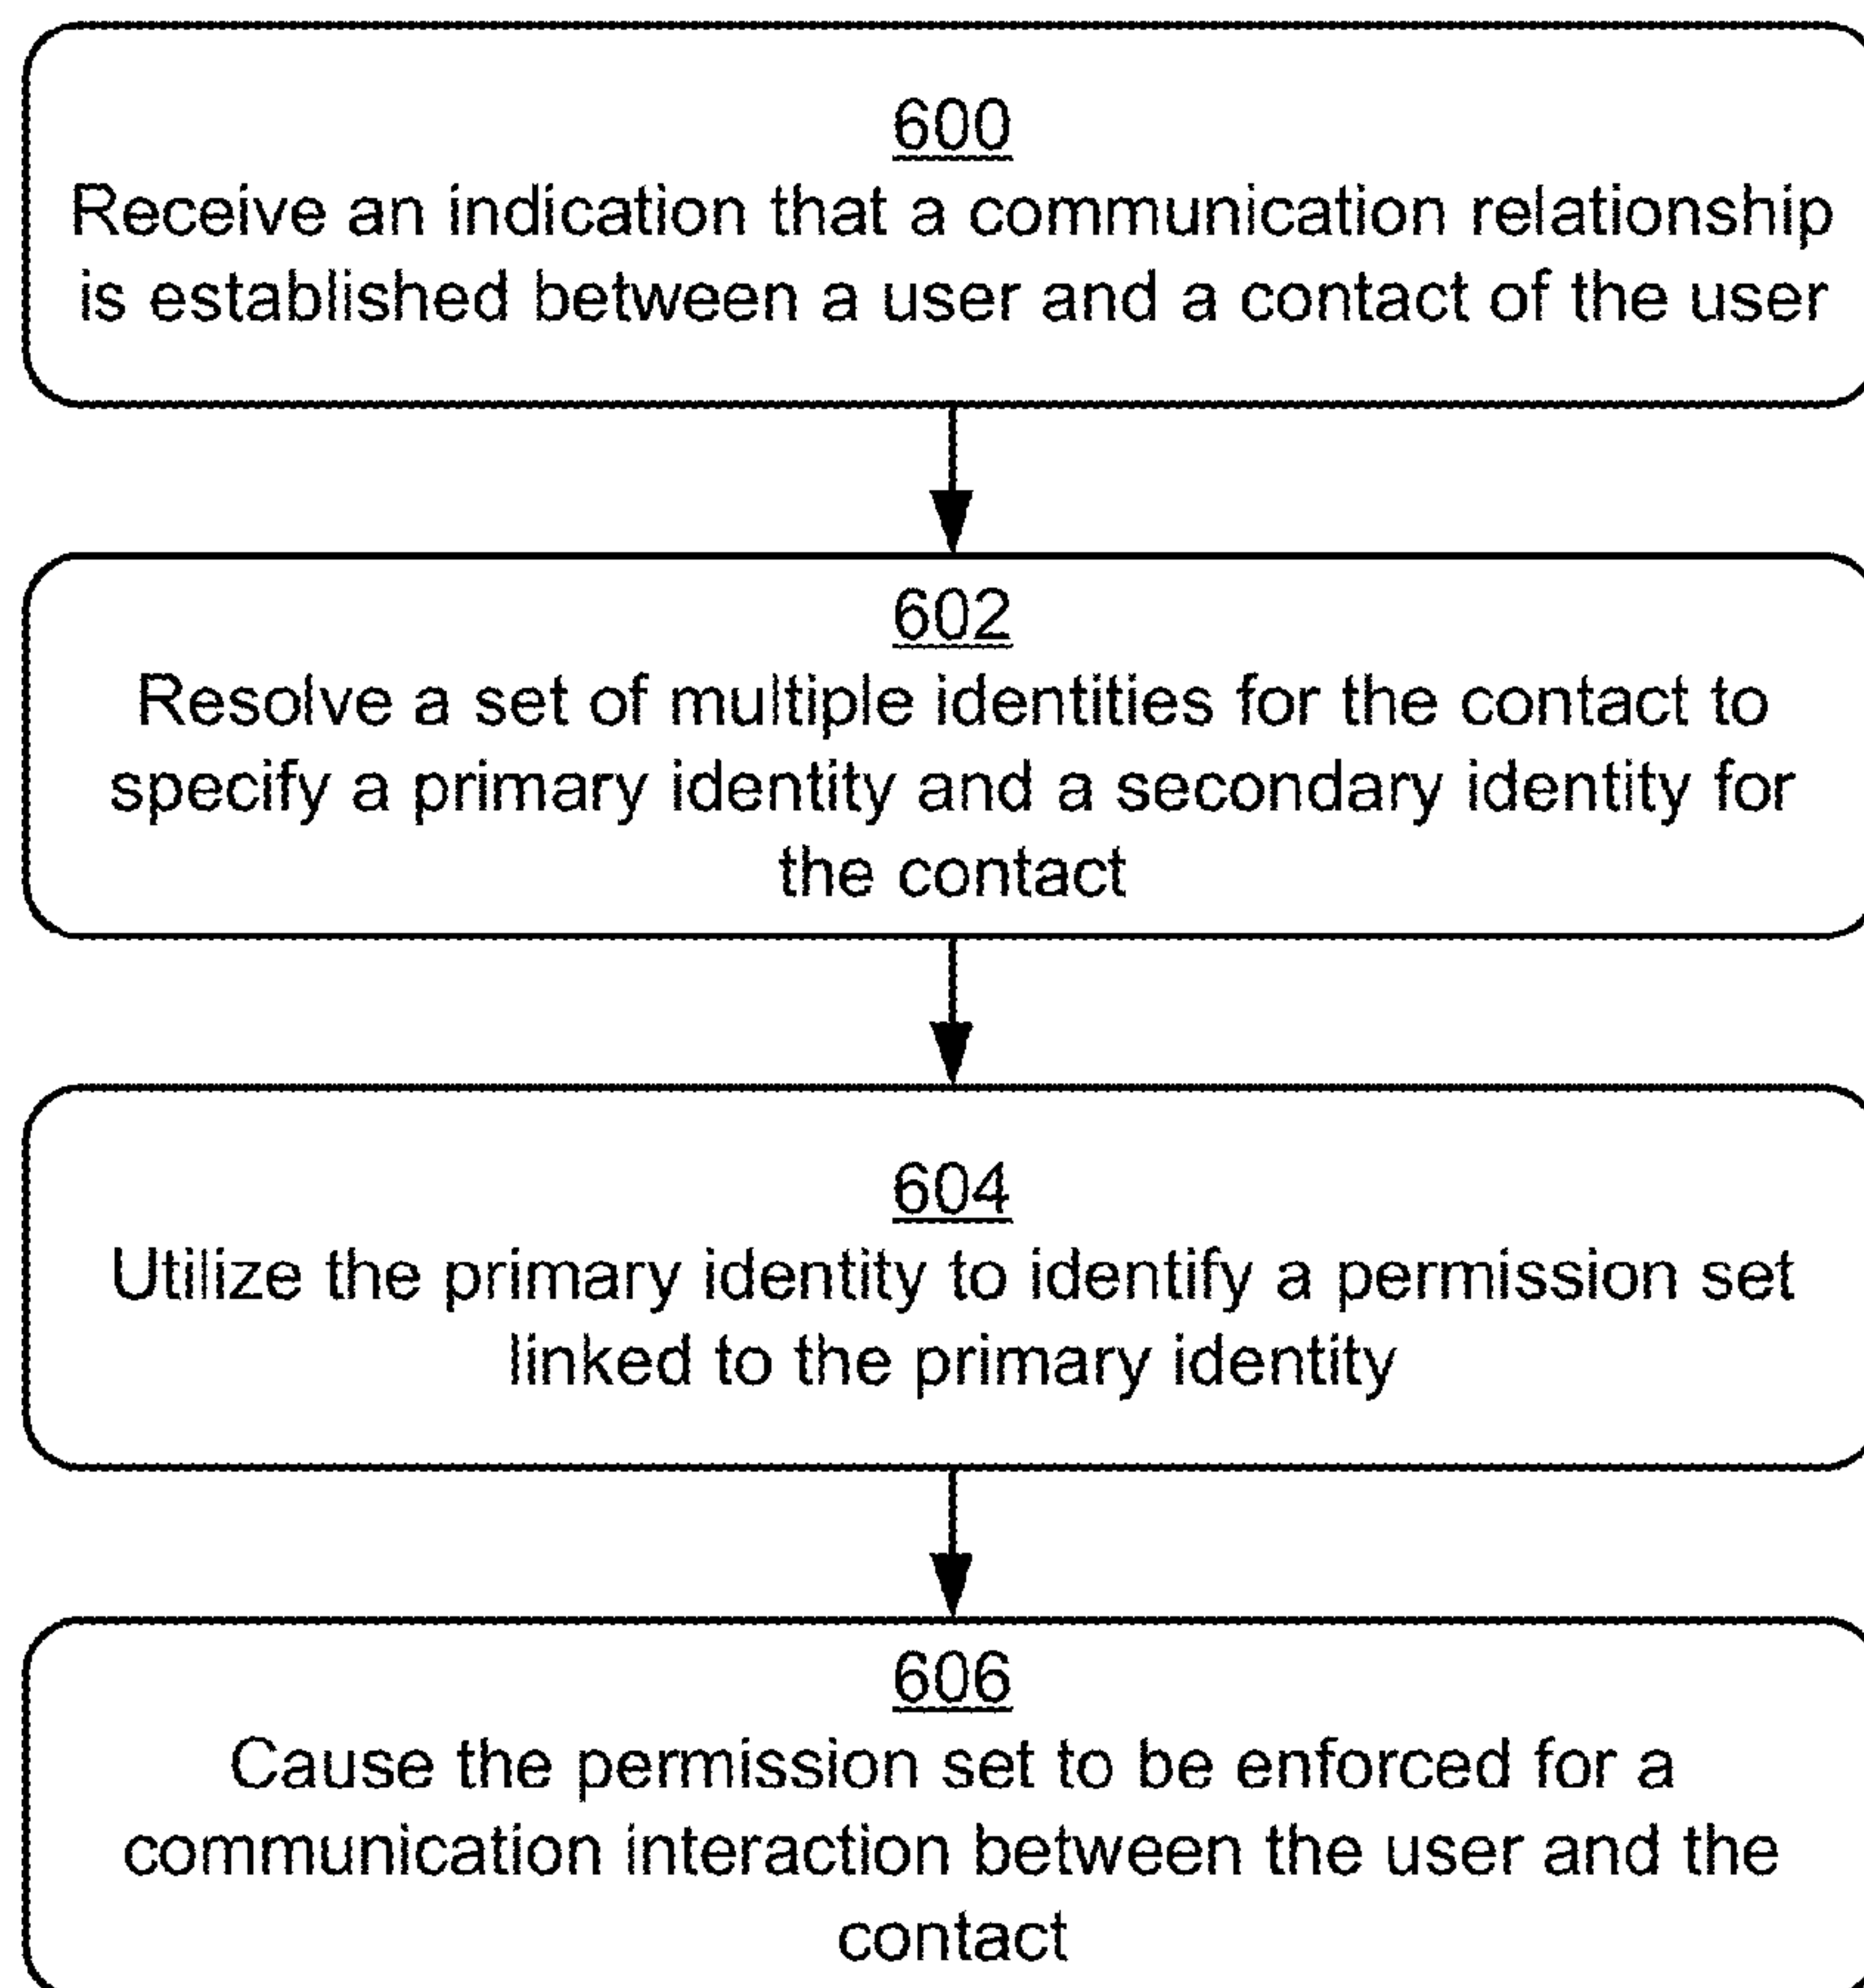 600
Receive an indication that a communication relationship
is established between a user and a contact of the user
602
Resolve a set of multiple identities for the contact to
specify a primary identity and a secondary identity for
the contact
604
Utilize the primary identity to identify a permission set
linked to the primary identity
606
Cause the permission set to be enforced for a
communication interaction between the user and the
contact